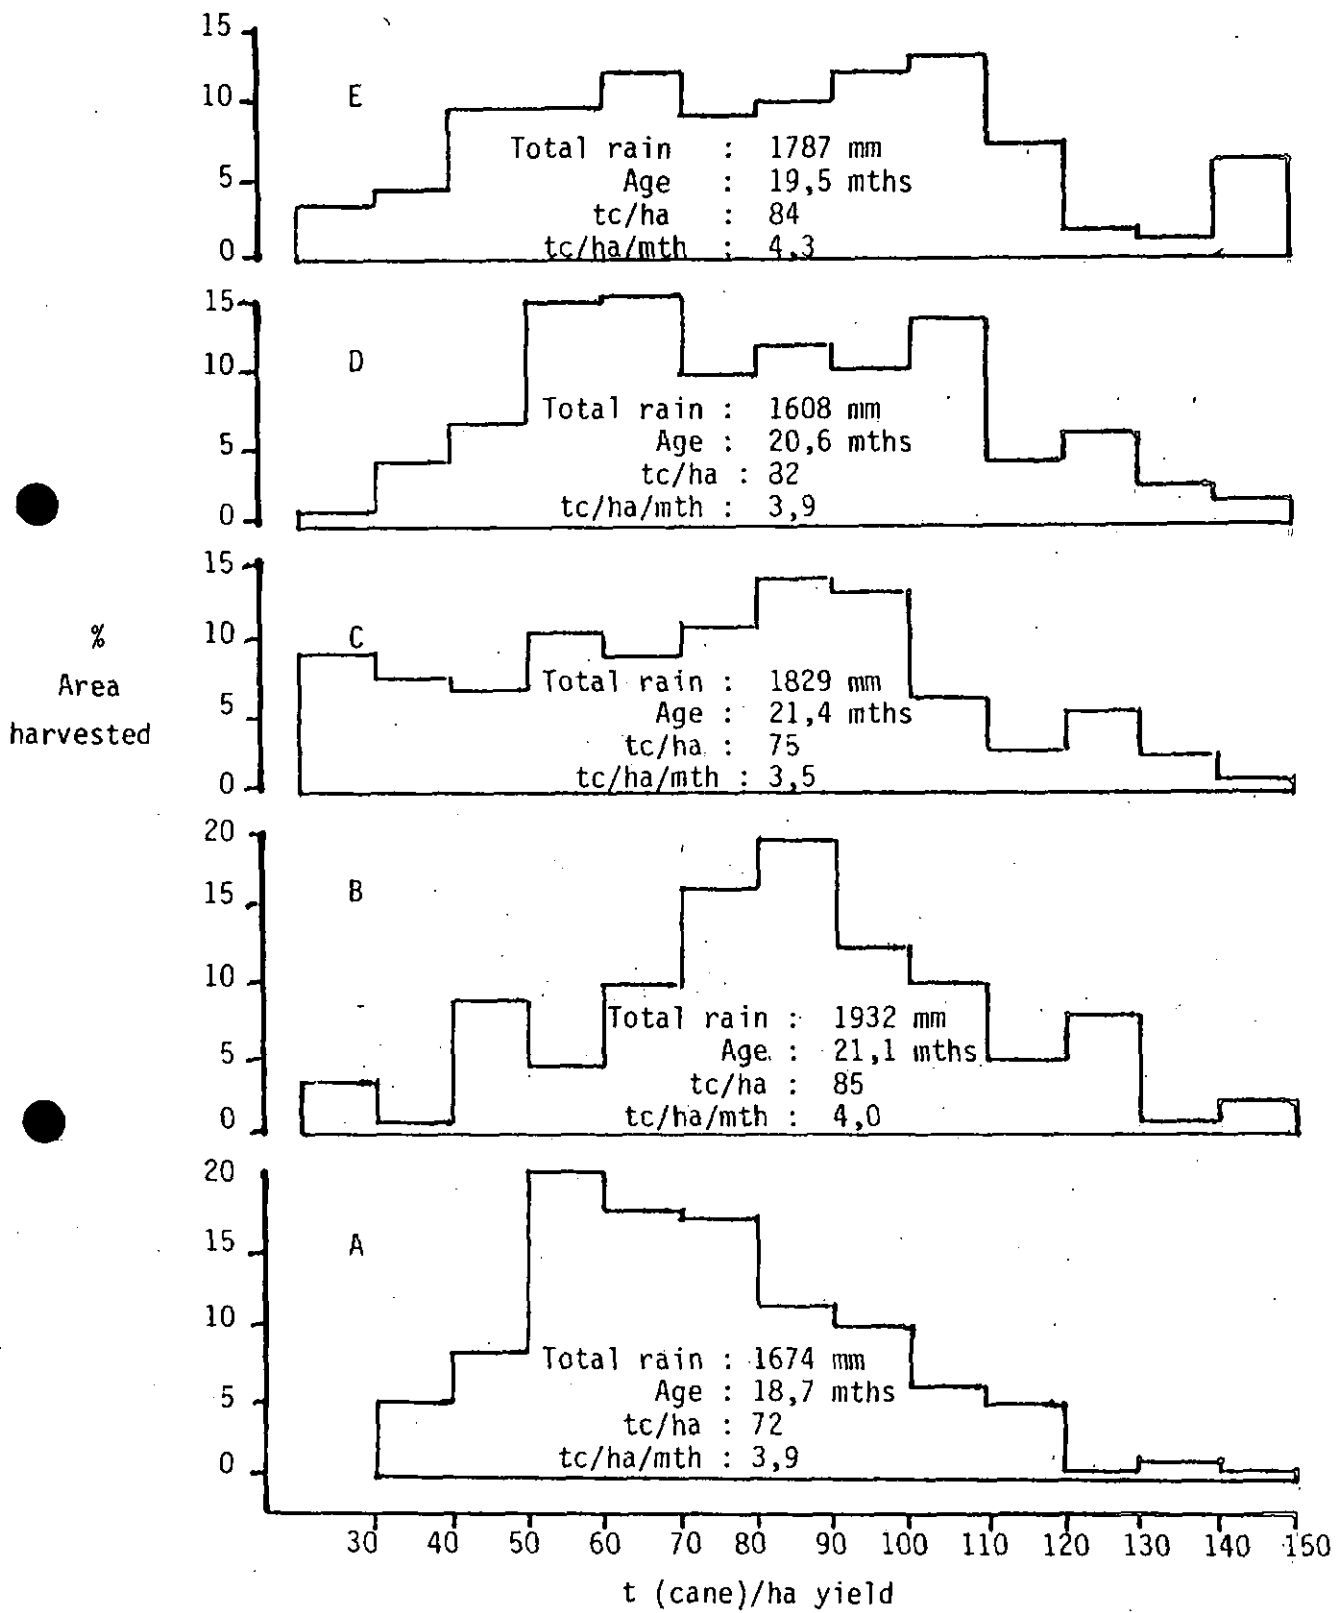 15
10
5
0
E
Total rain : 1787 mm
Age : 19,5 mths
tc/ha : 84
tc/ha/mth : 4,3
15
10
5
0
D
Total rain : 1608 mm
Age : 20,6 mths
tc/ha : 82
tc/ha/mth : 3,9
%
Area
harvested
15
10
5
0
C
Total rain : 1829 mm
Age : 21,4 mths
tc/ha : 75
tc/ha/mth : 3,5
20
15
10
5
0
B
Total rain : 1932 mm
Age : 21,1 mths
tc/ha : 85
tc/ha/mth : 4,0
20
15
10
5
0
A
Total rain : 1674 mm
Age : 18,7 mths
tc/ha : 72
tc/ha/mth : 3,9
30 40 50 60 70 80 90 100 110 120 130 140 150
t (cane)/ha yield